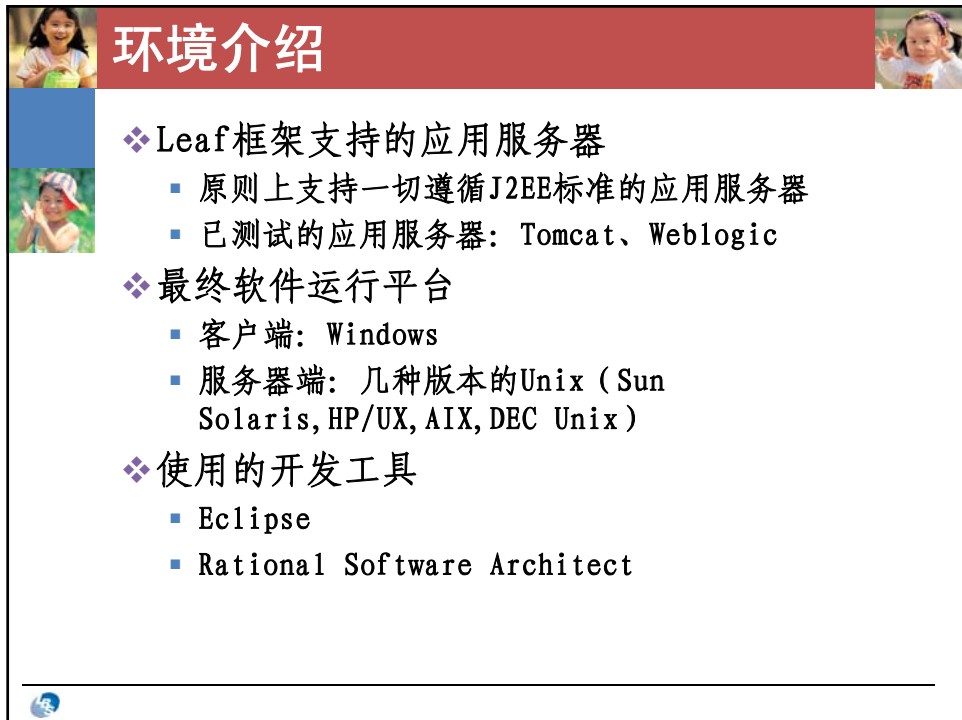 环境介绍
Leaf框架支持的应用服务器
原则上支持一切遵循J2EE标准的应用服务器
已测试的应用服务器：Tomcat、Weblogic
最终软件运行平台
客户端：Windows
服务器端：几种版本的Unix（Sun
Solaris,HP/UX,AIX,DEC Unix）
使用的开发工具
Eclipse
Rational Software Architect
LBS